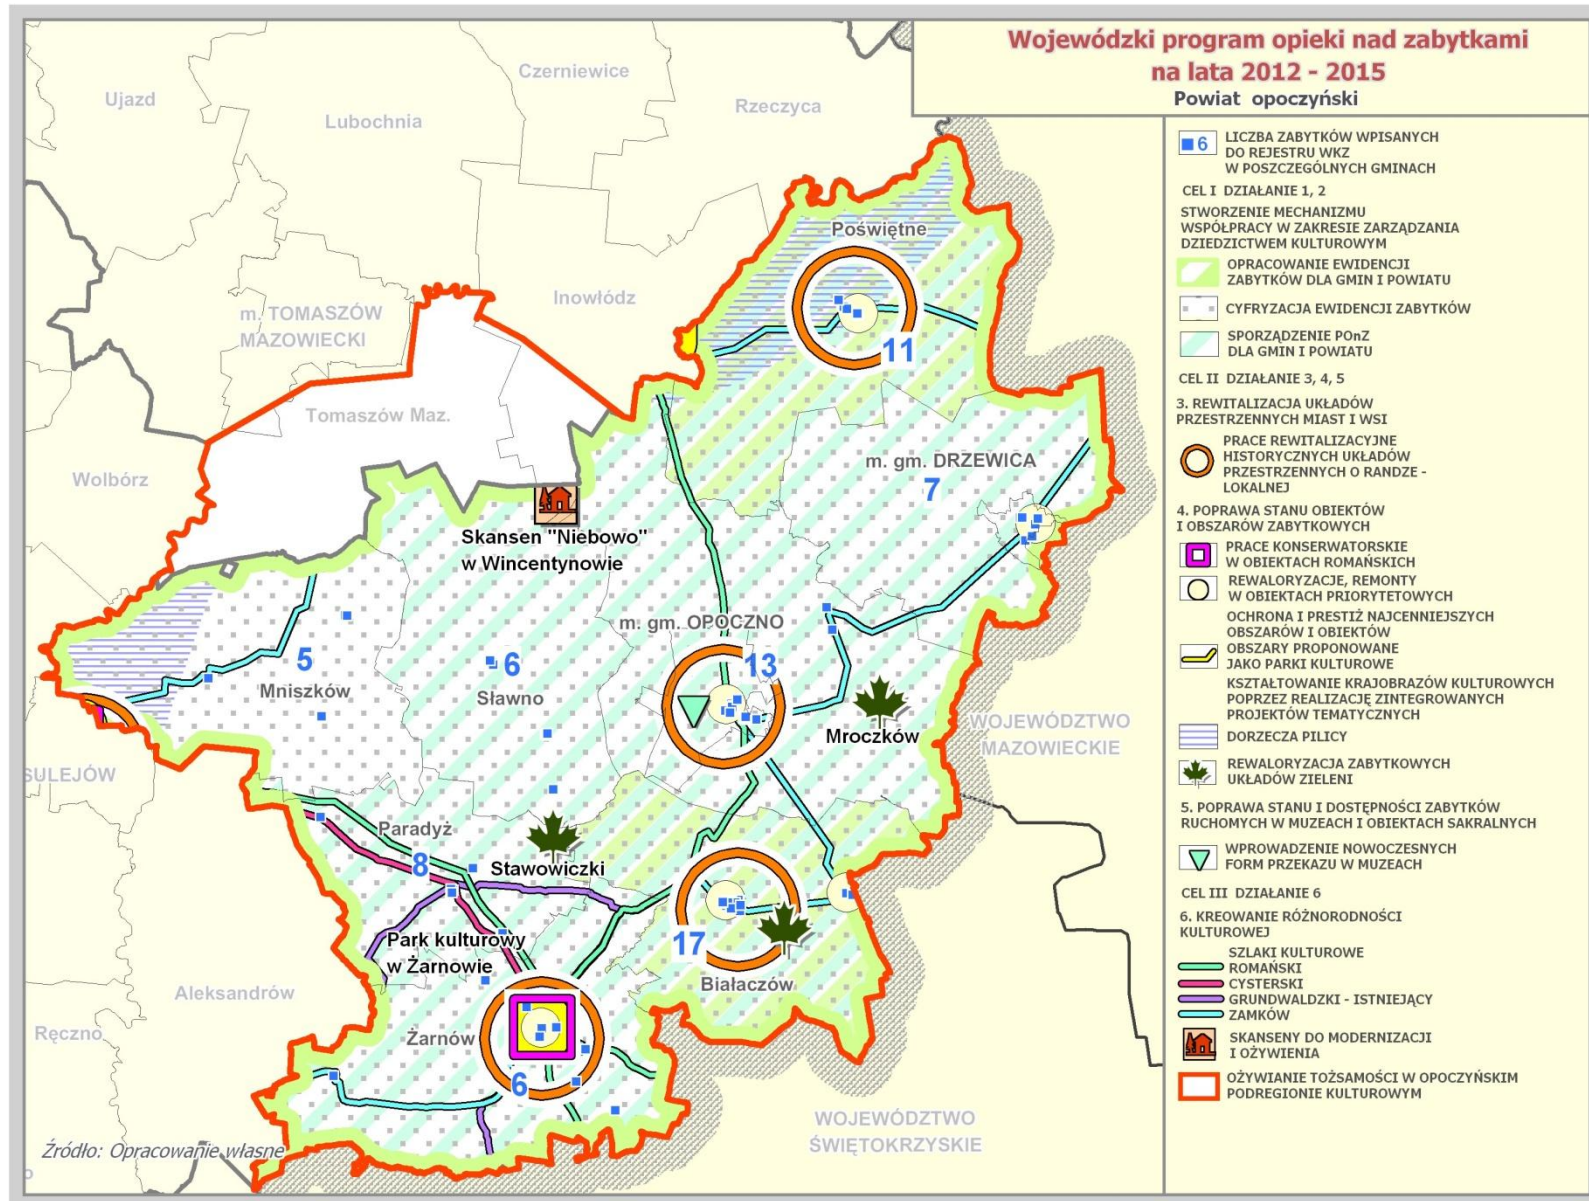 Wojewódzki program opieki nad zabytkami
na lata 2012 - 2015
Powiat opoczyński
Czerniewice
Ujazd
Rzeczyca
Lubochnia
Inowłódz
m. TOMASZÓW
MAZOWIECKI
Tomaszów Maz.
Wolbórz
Poświętne
11
m. gm. DRZEWICA
7
Skansen "Niebowo"
w Wincentynowie
m. gm. OPOCZNO
13
5
Mniszków
6
Sławno
Mroczków
WOJEWÓDZTWO
MAZOWIECKIE
SULEJÓW
Paradyż
8
Stawowiczki
17
Białaczów
Park kulturowy
w Żarnowie
Aleksandrów
Ręczno
Żarnów
6
WOJEWÓDZTWO
ŚWIĘTOKRZYSKIE
Źródło: Opracowanie własne
6 LICZBA ZABYTKÓW WPISANYCH
DO REJESTRU WKZ
W POSZCZEGÓLNYCH GMINACH
CEL I DZIAŁANIE 1, 2
STWORZENIE MECHANIZMU
WSPÓŁPRACY W ZAKRESIE ZARZĄDZANIA
DZIEDZICTWEM KULTUROWYM
OPRACOWANIE EWIDENCJI
ZABYTKÓW DLA GMIN I POWIATU
CYFRYZACJA EWIDENCJI ZABYTKÓW
SPORZĄDZENIE POnZ
DLA GMIN I POWIATU
CEL II DZIAŁANIE 3, 4, 5
3. REWITALIZACJA UKŁADÓW
PRZESTRZENNYCH MIAST I WSI
PRACE REWITALIZACYJNE
HISTORYCZNYCH UKŁADÓW
PRZESTRZENNYCH O RANDZE -
LOKALNEJ
4. POPRAWA STANU OBIEKTÓW
I OBSZARÓW ZABYTKOWYCH
PRACE KONSERWATORSKIE
W OBIEKTACH ROMAŃSKICH
REWALORYZACJE, REMONTY
W OBIEKTACH PRIORYTETOWYCH
OCHRONA I PRESTIŻ NAJCENNIEJSZYCH
OBSZARÓW I OBIEKTÓW
OBSZARY PROPONOWANE
JAKO PARKI KULTUROWE
KSZTAŁTOWANIE KRAJOBRAZÓW KULTUROWYCH
POPRZEZ REALIZACJĘ ZINTEGROWANYCH
PROJEKTÓW TEMATYCZNYCH
DORZECZA PILICY
REWALORYZACJA ZABYTKOWYCH
UKŁADÓW ZIELENI
5. POPRAWA STANU I DOSTĘPNOŚCI ZABYTKÓW
RUCHOMYCH W MUZEACH I OBIEKTACH SAKRALNYCH
WPROWADZENIE NOWOCZESNYCH
FORM PRZEKAZU W MUZEACH
CEL III DZIAŁANIE 6
6. KREOWANIE RÓŻNORODNOŚCI
KULTUROWEJ
SZLAKI KULTUROWE
ROMAŃSKI
CYSTERSKI
GRUNDWALDZKI - ISTNIEJĄCY
ZAMKÓW
SKANSENY DO MODERNIZACJI
I OŻYWIENIA
OŻYWIANIE TOŻSAMOŚCI W OPOCZYŃSKIM
PODREGIONIE KULTUROWYM